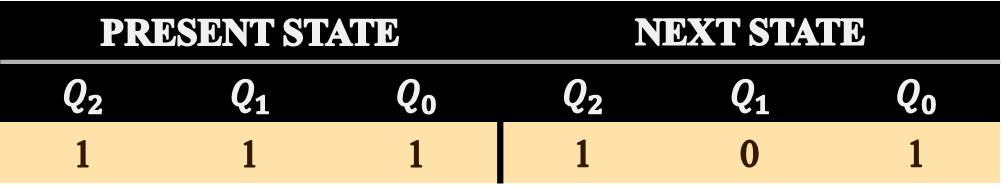 PRESENT STATE NEXT STATE
Q₂ Q₁ Q₀ Q₂ Q₁ Q₀
1 1 1 1 0 1